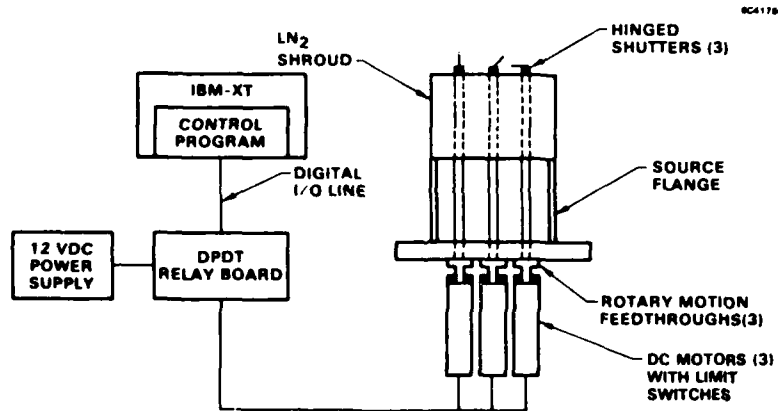 8C4178
LN2
SHROUD
HINGED
SHUTTERS (3)
IBM-XT
CONTROL
PROGRAM
DIGITAL
I/O LINE
SOURCE
FLANGE
12 VDC
POWER
SUPPLY
DPDT
RELAY BOARD
ROTARY MOTION
FEEDTHROUGHS(3)
DC MOTORS (3)
WITH LIMIT
SWITCHES